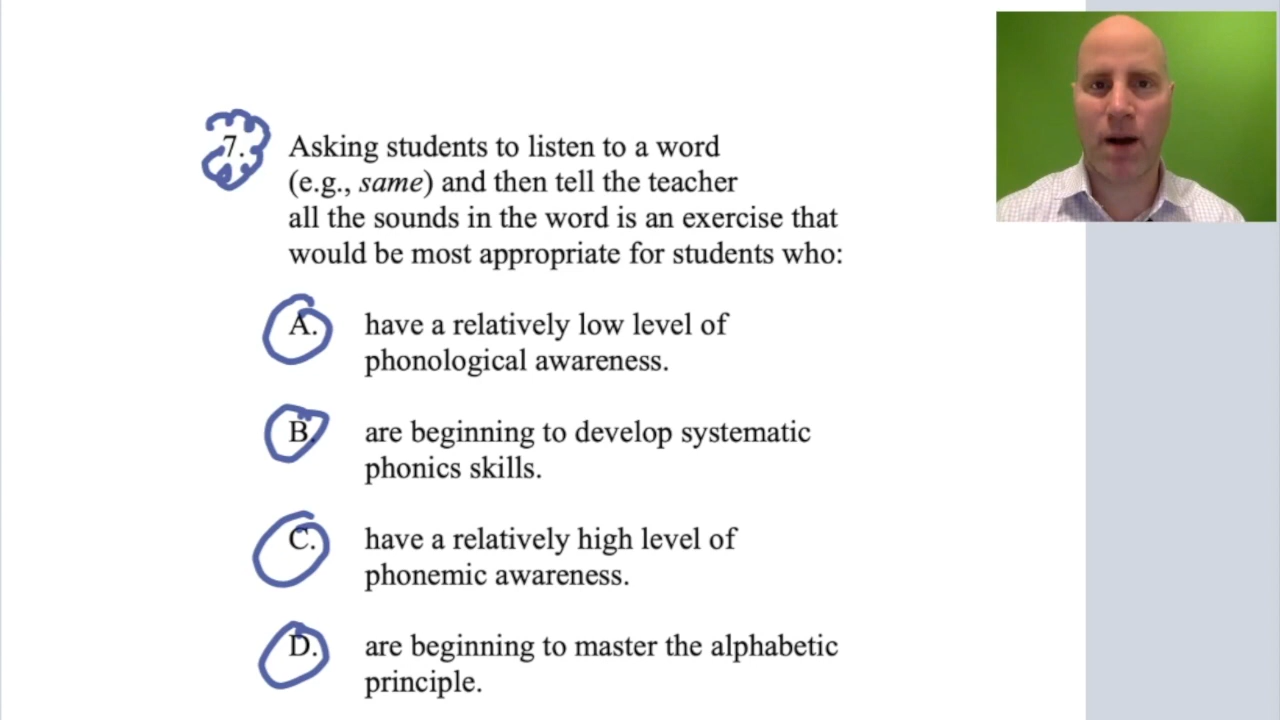 7. Asking students to listen to a word
(e.g., same) and then tell the teacher
all the sounds in the word is an exercise that
would be most appropriate for students who:
A. have a relatively low level of
phonological awareness.
B. are beginning to develop systematic
phonics skills.
C. have a relatively high level of
phonemic awareness.
D. are beginning to master the alphabetic
principle.